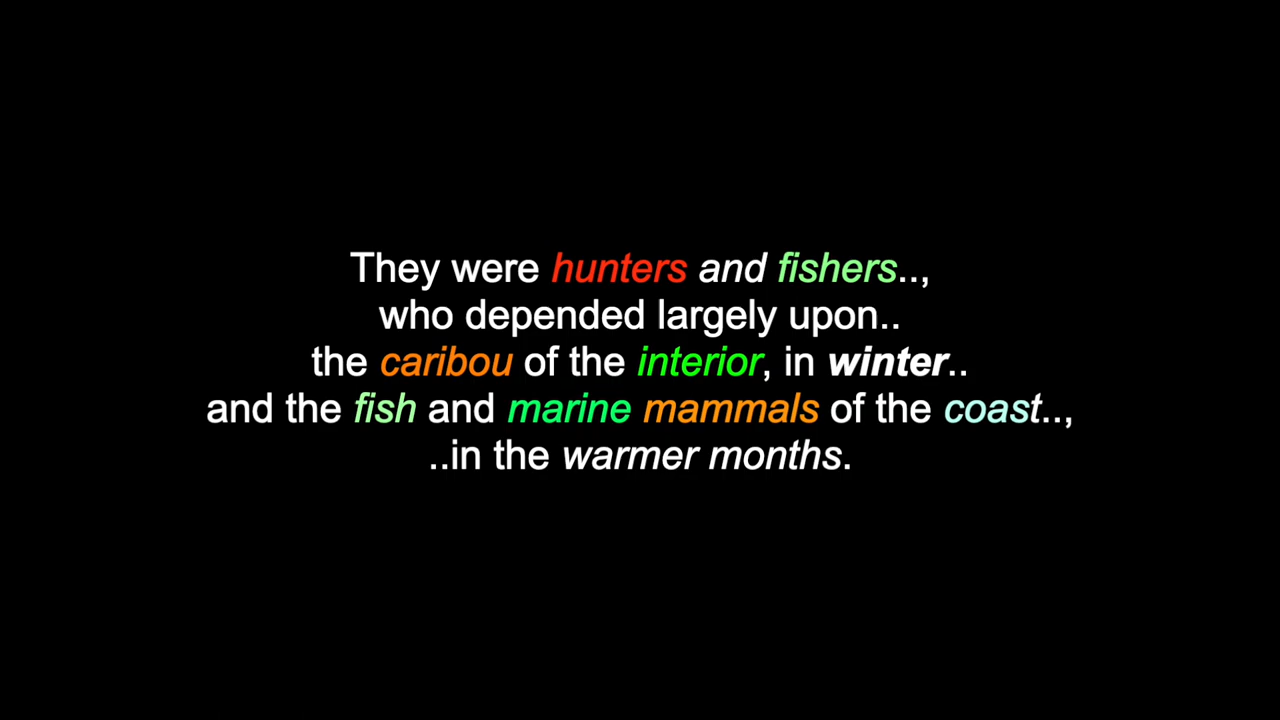 They were hunters and fishers..,
who depended largely upon..
the caribou of the interior, in winter..
and the fish and marine mammals of the coast..,
..in the warmer months.